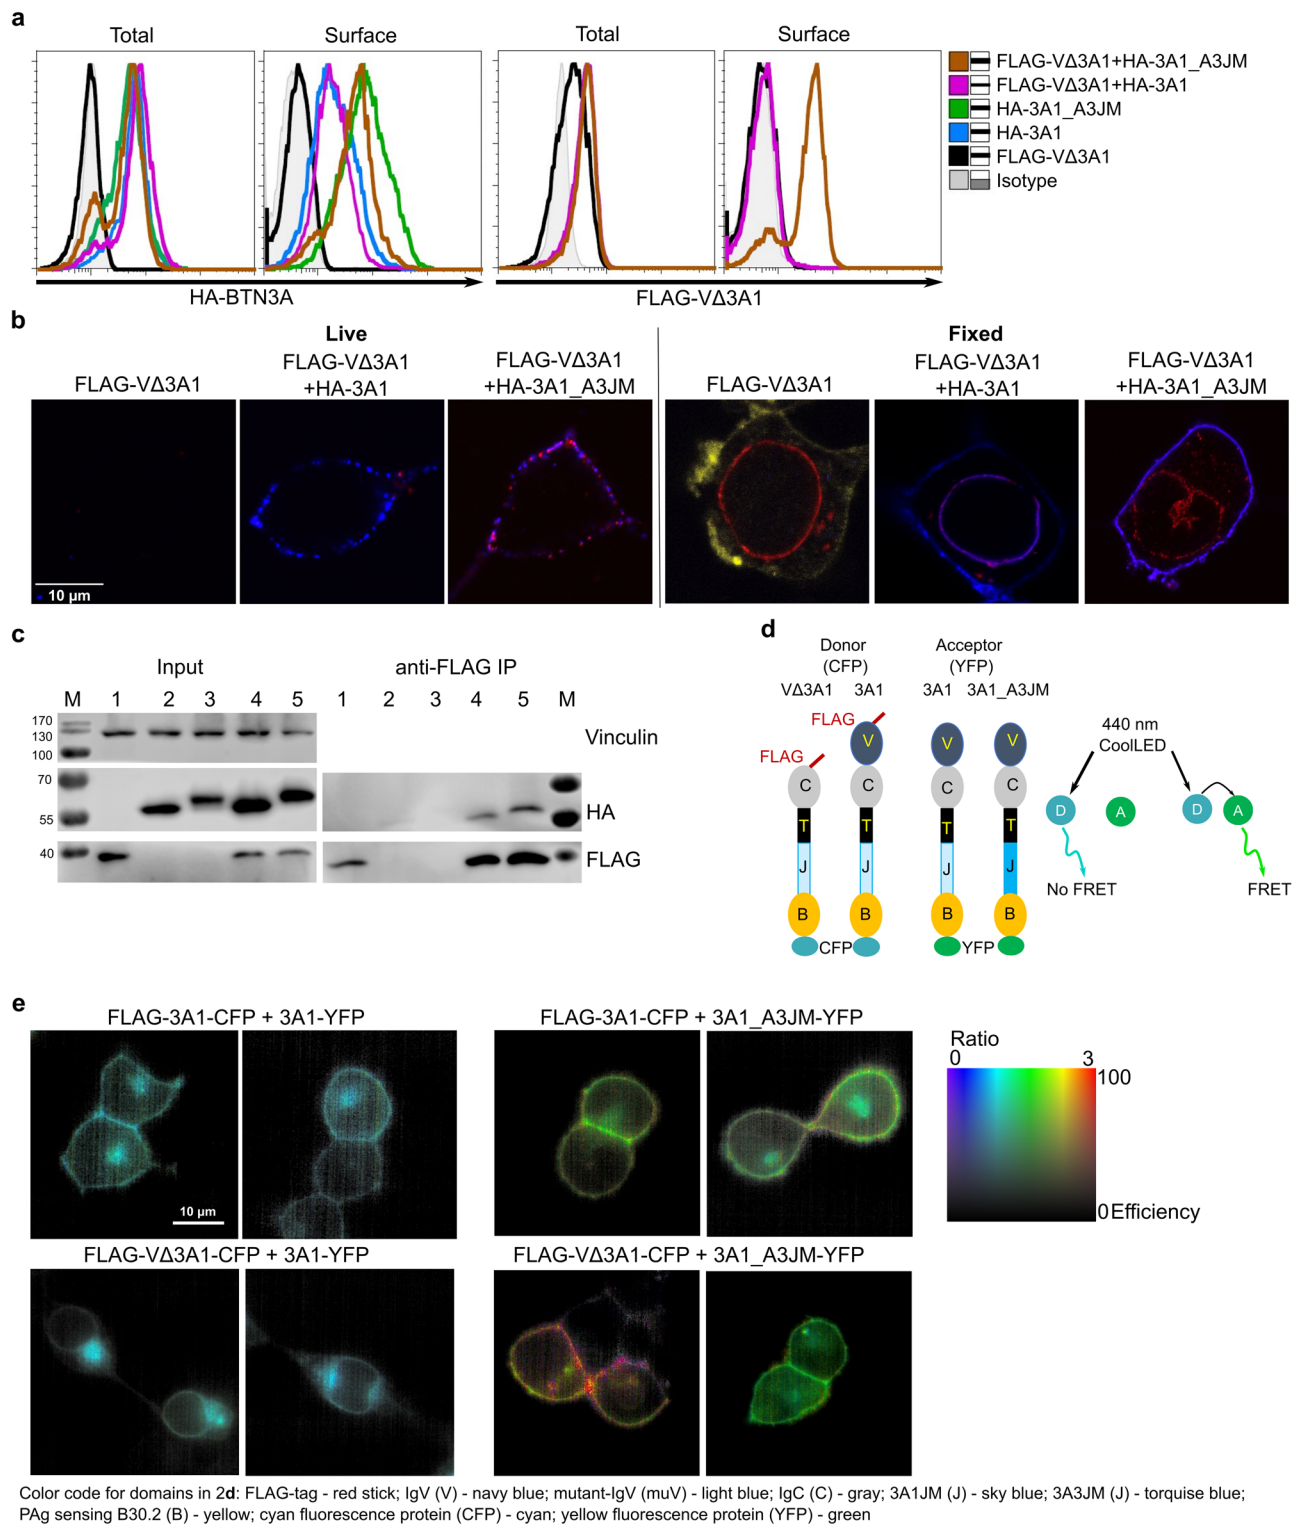 a
Total
Surface
Total
Surface
FLAG-VΔ3A1+HA-3A1_A3JM
FLAG-VΔ3A1+HA-3A1
HA-3A1_A3JM
HA-3A1
FLAG-VΔ3A1
Isotype
HA-BTN3A
FLAG-VΔ3A1
b
Live
Fixed
FLAG-VΔ3A1
FLAG-VΔ3A1
+HA-3A1
FLAG-VΔ3A1
+HA-3A1_A3JM
FLAG-VΔ3A1
FLAG-VΔ3A1
+HA-3A1
FLAG-VΔ3A1
+HA-3A1_A3JM
10 µm
c
Input
anti-FLAG IP
M 1 2 3 4 5 1 2 3 4 5 M
170
130
100
70
55
40
Vinculin
HA
FLAG
d
Donor
(CFP)
Acceptor
(YFP)
VΔ3A1 3A1 3A1 3A1_A3JM
FLAG
FLAG
V V V
C C C C
T T T T
J J J J
B B B B
CFP YFP
440 nm
CoolLED
D A D A
No FRET
FRET
e
FLAG-3A1-CFP + 3A1-YFP
FLAG-3A1-CFP + 3A1_A3JM-YFP
10 µm
Ratio
0 3
100
0 Efficiency
FLAG-VΔ3A1-CFP + 3A1-YFP
FLAG-VΔ3A1-CFP + 3A1_A3JM-YFP
Color code for domains in 2d: FLAG-tag - red stick; IgV (V) - navy blue; mutant-IgV (muV) - light blue; IgC (C) - gray; 3A1JM (J) - sky blue; 3A3JM (J) - torquise blue;
PAg sensing B30.2 (B) - yellow; cyan fluorescence protein (CFP) - cyan; yellow fluorescence protein (YFP) - green